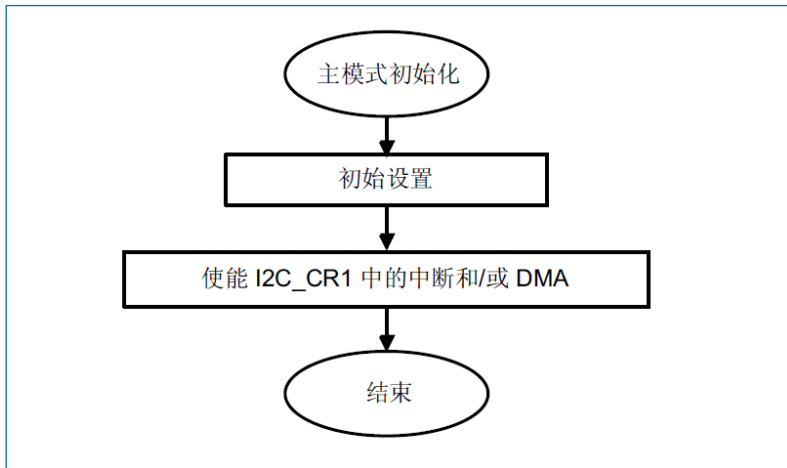 主模式初始化
初始设置
使能 I2C_CR1 中的中断和/或 DMA
结束